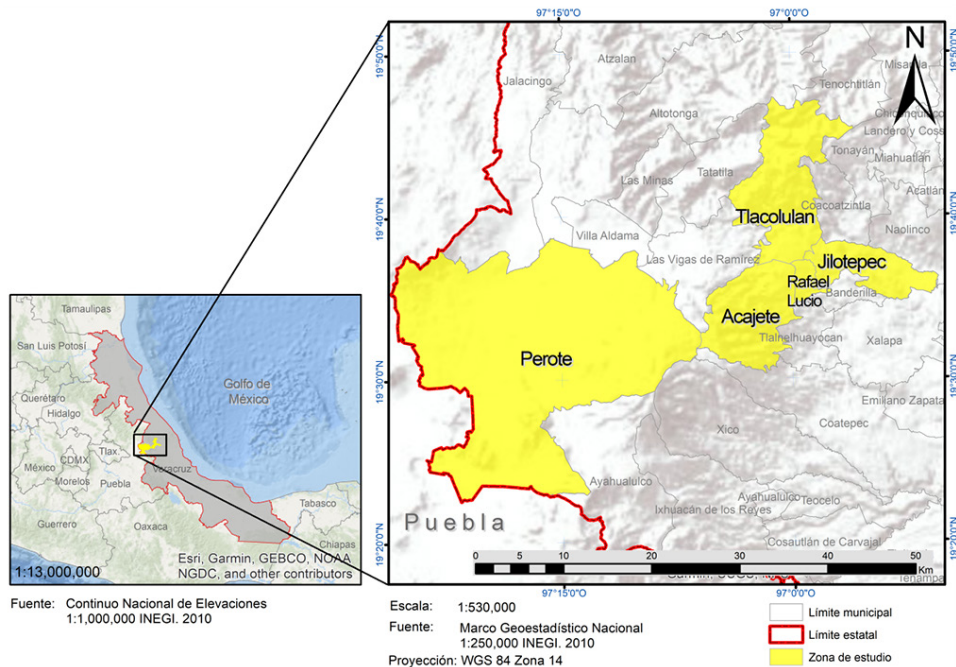 97°15'0"O
97°0'0"O
19°50'0"N
19°50'0"N
N
Atzalan
Jalacingo
Tenochtitlán
Altotonga
Landero y Coss
Tonayán
Miahuatlán
Tatatila
Las Minas
Acatlán
Coacoatzintla
19°40'0"N
19°40'0"N
Tlacolulan
Naolinco
Villa Aldama
Las Vigas de Ramírez
Jilotepec
Rafael
Lucio
Banderilla
Acajete
Tlalnelhuayocan
Xalapa
Perote
19°30'0"N
19°30'0"N
Emiliano Zapata
Xico
Coatepec
Ayahualulco
Ayahualulco
Teocelo
Ixhuacán de los Reyes
Puebla
Cosautlán de Carvajal
19°20'0"N
19°20'0"N
0 5 10 20 30 40 50
Km
97°15'0"O
97°0'0"O
Tamaulipas
San Luis Potosí
Golfo de
México
Querétaro
Hidalgo
México
CDMX
Tlax
Morelos
Puebla
Veracruz
Tabasco
Guerrero
Oaxaca
Chiapas
Esri, Garmin, GEBCO, NOAA
NGDC, and other contributors
1:13,000,000
Fuente: Continuo Nacional de Elevaciones
1:1,000,000 INEGI. 2010
Escala: 1:530,000
Fuente: Marco Geoestadístico Nacional
1:250,000 INEGI. 2010
Proyección: WGS 84 Zona 14
Límite municipal
Límite estatal
Zona de estudio